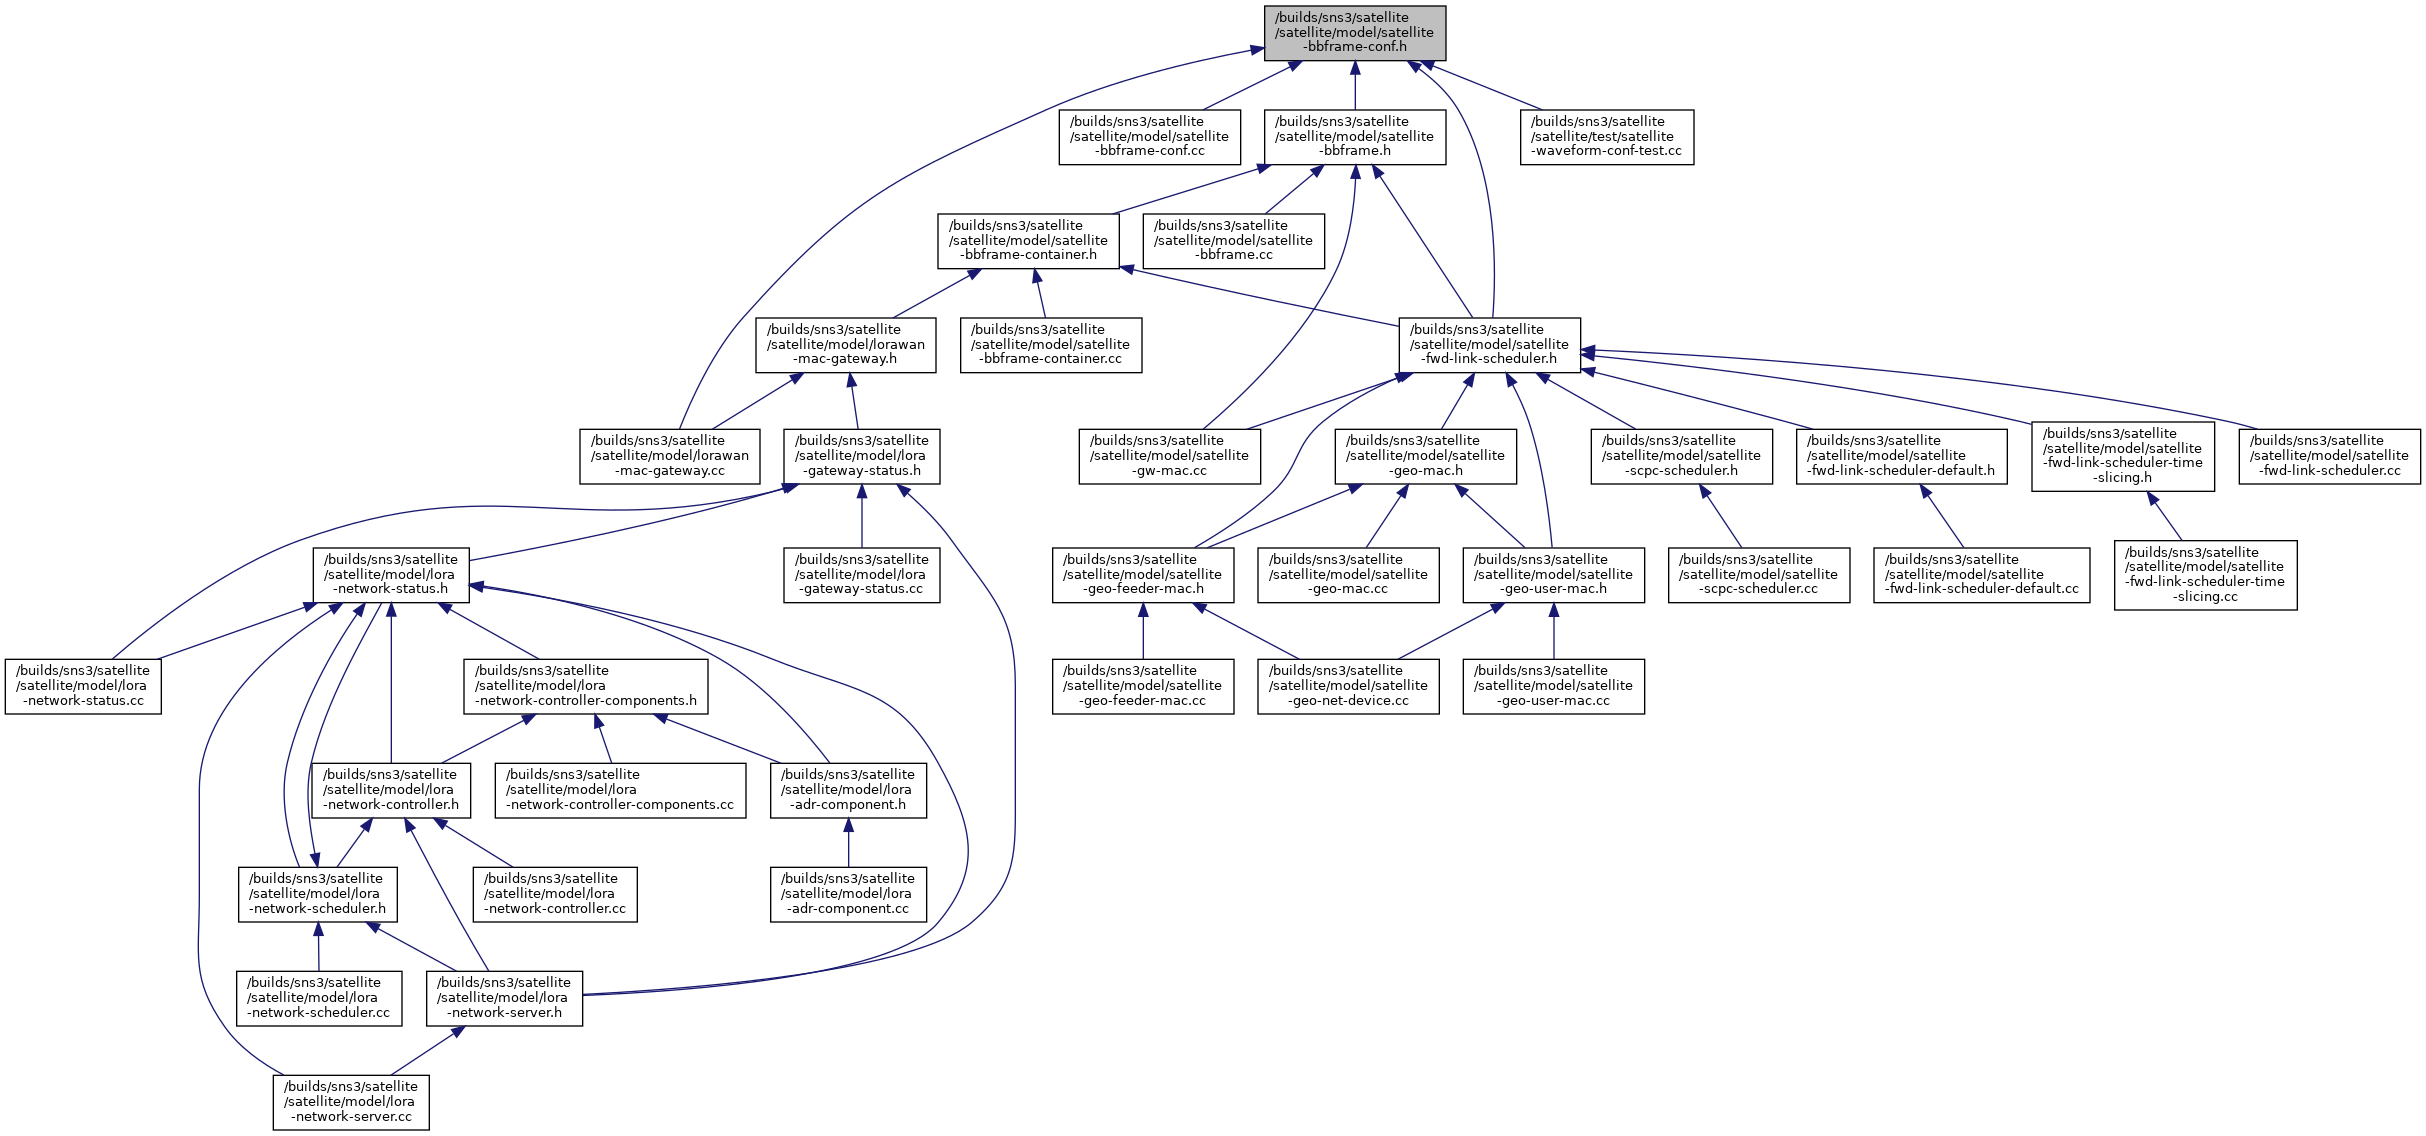 /builds/sns3/satellite
/satellite/model/satellite
-bbframe-conf.h
/builds/sns3/satellite
/satellite/model/satellite
-bbframe-conf.cc
/builds/sns3/satellite
/satellite/model/satellite
-bbframe.h
/builds/sns3/satellite
/satellite/test/satellite
-waveform-conf-test.cc
/builds/sns3/satellite
/satellite/model/satellite
-bbframe-container.h
/builds/sns3/satellite
/satellite/model/satellite
-bbframe.cc
/builds/sns3/satellite
/satellite/model/lorawan
-mac-gateway.h
/builds/sns3/satellite
/satellite/model/satellite
-bbframe-container.cc
/builds/sns3/satellite
/satellite/model/satellite
-fwd-link-scheduler.h
/builds/sns3/satellite
/satellite/model/lorawan
-mac-gateway.cc
/builds/sns3/satellite
/satellite/model/lora
-gateway-status.h
/builds/sns3/satellite
/satellite/model/satellite
-gw-mac.cc
/builds/sns3/satellite
/satellite/model/satellite
-geo-mac.h
/builds/sns3/satellite
/satellite/model/satellite
-scpc-scheduler.h
/builds/sns3/satellite
/satellite/model/satellite
-fwd-link-scheduler-default.h
/builds/sns3/satellite
/satellite/model/satellite
-fwd-link-scheduler-time
-slicing.h
/builds/sns3/satellite
/satellite/model/satellite
-fwd-link-scheduler.cc
/builds/sns3/satellite
/satellite/model/lora
-network-status.h
/builds/sns3/satellite
/satellite/model/lora
-gateway-status.cc
/builds/sns3/satellite
/satellite/model/satellite
-geo-feeder-mac.h
/builds/sns3/satellite
/satellite/model/satellite
-geo-mac.cc
/builds/sns3/satellite
/satellite/model/satellite
-geo-user-mac.h
/builds/sns3/satellite
/satellite/model/satellite
-scpc-scheduler.cc
/builds/sns3/satellite
/satellite/model/satellite
-fwd-link-scheduler-default.cc
/builds/sns3/satellite
/satellite/model/satellite
-fwd-link-scheduler-time
-slicing.cc
/builds/sns3/satellite
/satellite/model/lora
-network-status.cc
/builds/sns3/satellite
/satellite/model/lora
-network-controller-components.h
/builds/sns3/satellite
/satellite/model/satellite
-geo-feeder-mac.cc
/builds/sns3/satellite
/satellite/model/satellite
-geo-net-device.cc
/builds/sns3/satellite
/satellite/model/satellite
-geo-user-mac.cc
/builds/sns3/satellite
/satellite/model/lora
-network-controller.h
/builds/sns3/satellite
/satellite/model/lora
-network-controller-components.cc
/builds/sns3/satellite
/satellite/model/lora
-adr-component.h
/builds/sns3/satellite
/satellite/model/lora
-network-scheduler.h
/builds/sns3/satellite
/satellite/model/lora
-network-controller.cc
/builds/sns3/satellite
/satellite/model/lora
-adr-component.cc
/builds/sns3/satellite
/satellite/model/lora
-network-scheduler.cc
/builds/sns3/satellite
/satellite/model/lora
-network-server.h
/builds/sns3/satellite
/satellite/model/lora
-network-server.cc